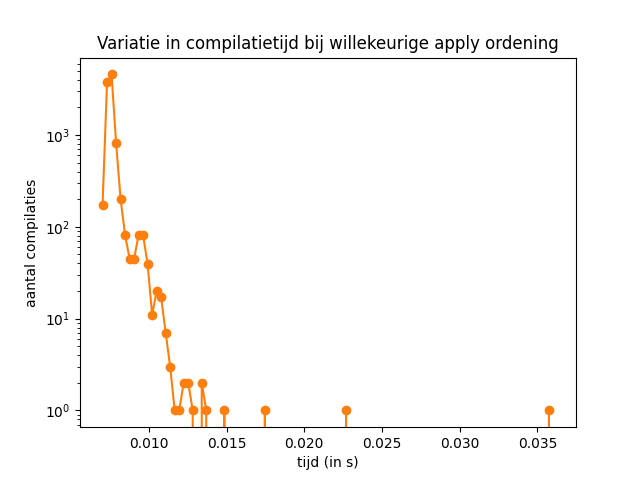 Variatie in compilatietijd bij willekeurige apply ordening
aantal compilaties
10³
10²
10¹
10⁰
0.010 0.015 0.020 0.025 0.030 0.035
tijd (in s)